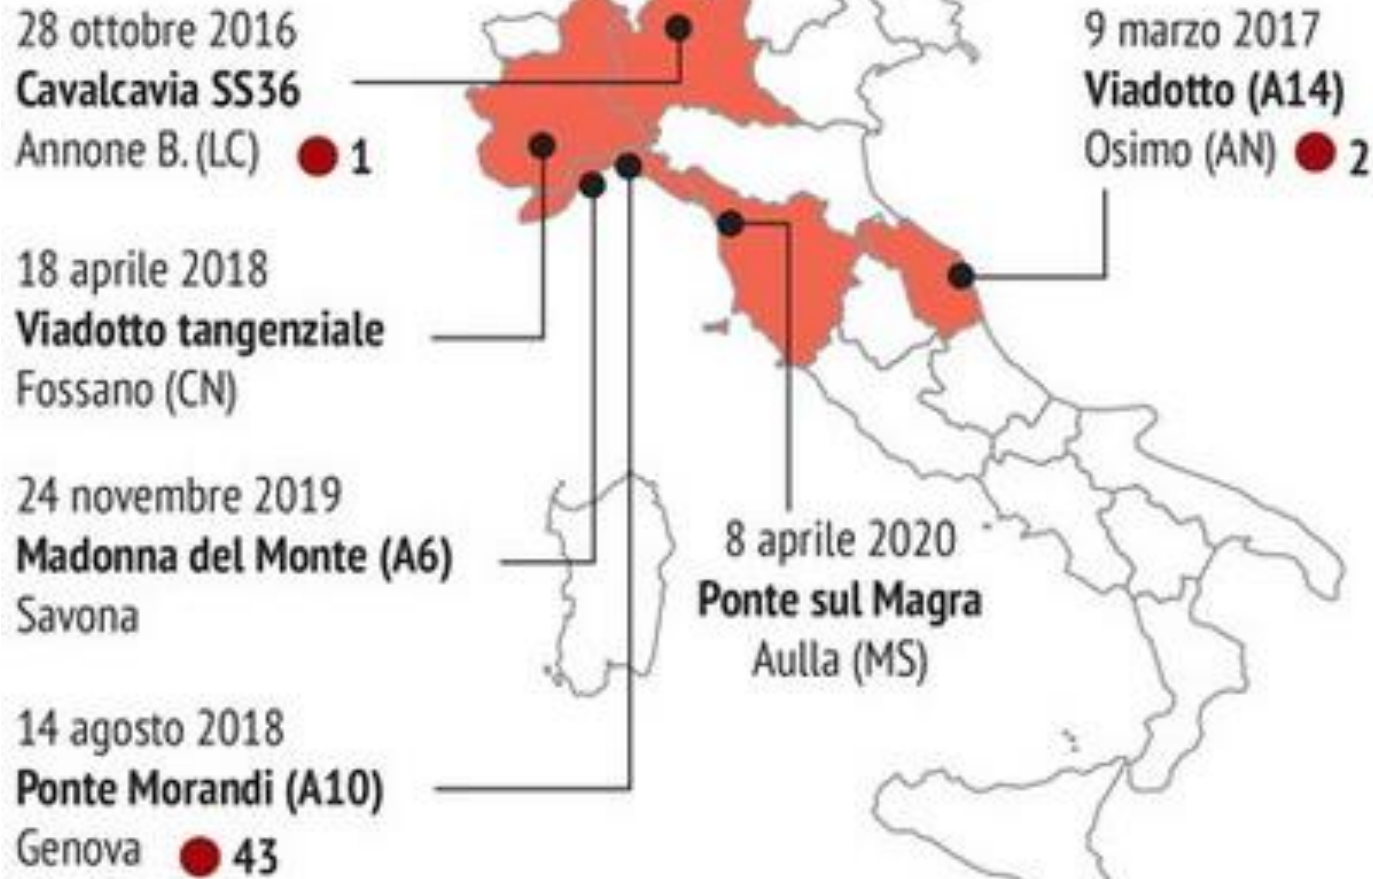 28 ottobre 2016
Cavalcavia SS36
Annone B. (LC) 1
9 marzo 2017
Viadotto (A14)
Osimo (AN) 2
18 aprile 2018
Viadotto tangenziale
Fossano (CN)
24 novembre 2019
Madonna del Monte (A6)
Savona
8 aprile 2020
Ponte sul Magra
Aulla (MS)
14 agosto 2018
Ponte Morandi (A10)
Genova 43